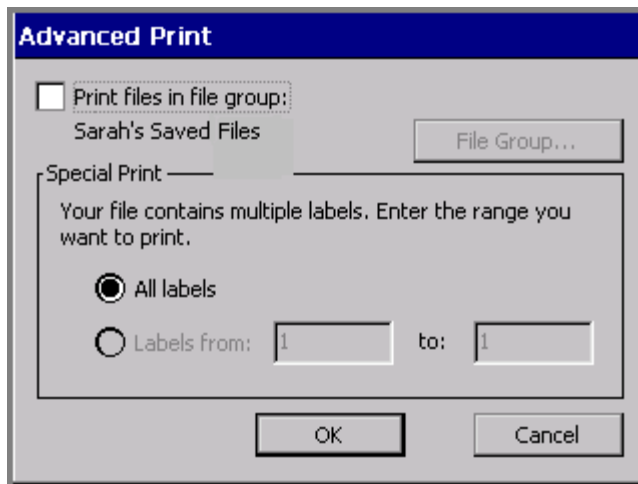 Advanced Print
Print files in file group:
Sarah's Saved Files
File Group...
Special Print
Your file contains multiple labels. Enter the range you
want to print.
All labels
Labels from: 1 to: 1
OK Cancel